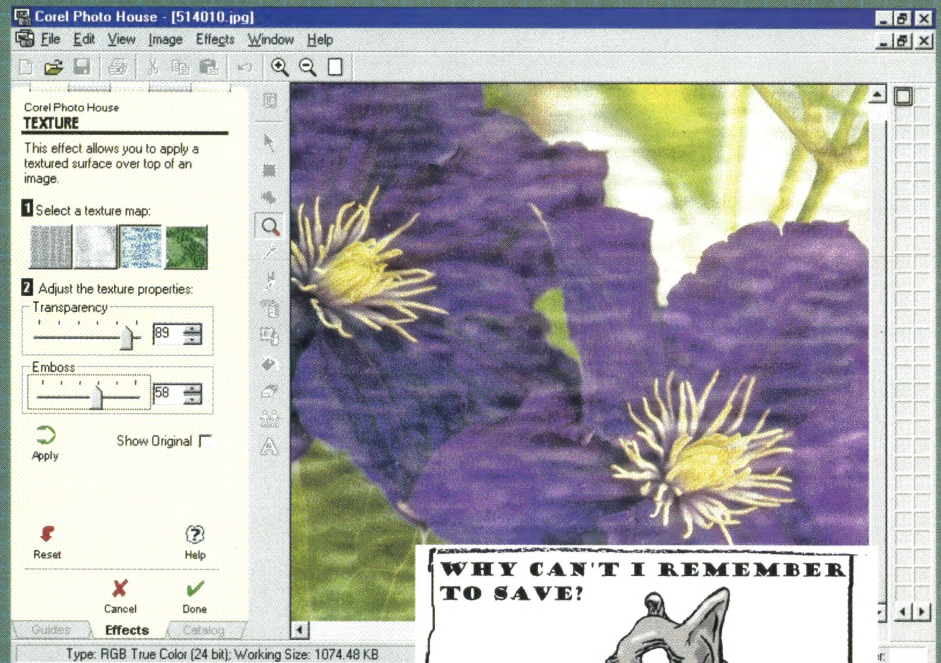 Corel Photo House - [514010.jpg]
File Edit View Image Effects Window Help
Corel Photo House
TEXTURE
This effect allows you to apply a
textured surface over top of an
image.
1 Select a texture map:
2 Adjust the texture properties:
Transparency
89
Emboss
58
Apply
Show Original
Reset
Help
Cancel
Done
Guides Effects Catalog
Type: RGB True Color (24 bit); Working Size: 1074.48 KB
WHY CAN'T I REMEMBER
TO SAVE?